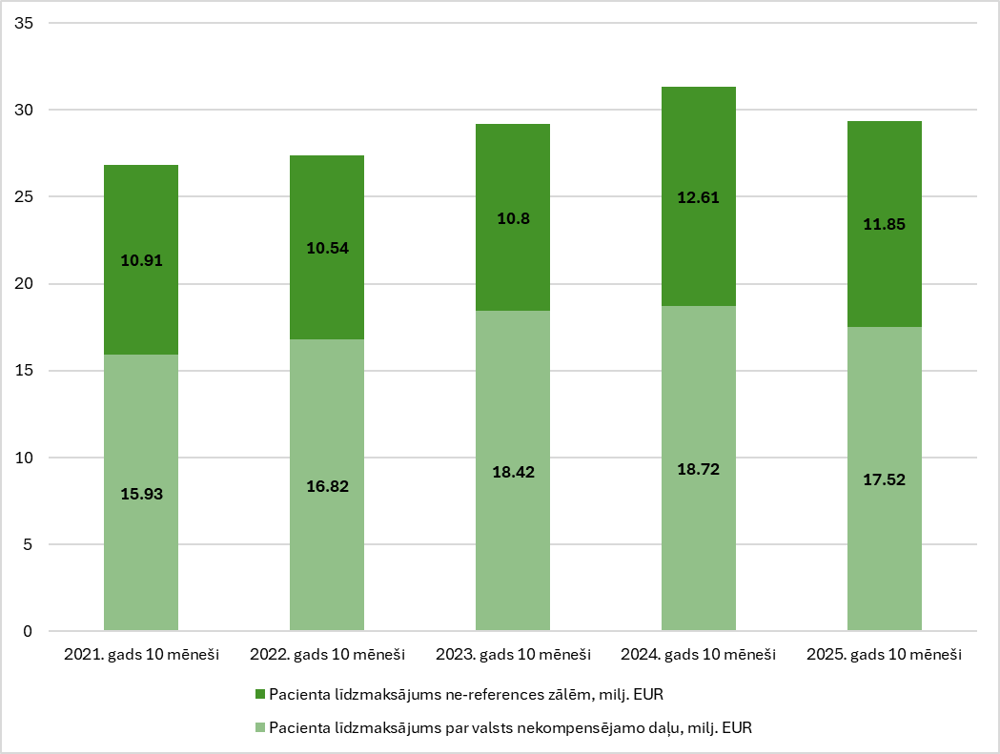 35
30
25
20
15
10
5
0
10.91
10.54
10.8
12.61
11.85
15.93
16.82
18.42
18.72
17.52
2021. gads 10 mēneši
2022. gads 10 mēneši
2023. gads 10 mēneši
2024. gads 10 mēneši
2025. gads 10 mēneši
Pacienta līdzmaksājums ne-references zālēm, milj. EUR
Pacienta līdzmaksājums par valsts nekompensējamo daļu, milj. EUR